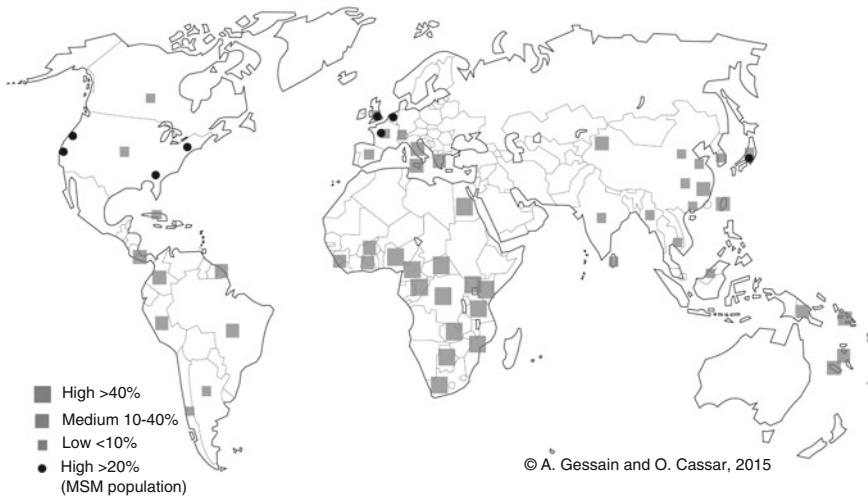 High >40%
Medium 10-40%
Low <10%
High >20%
(MSM population)
© A. Gessain and O. Cassar, 2015